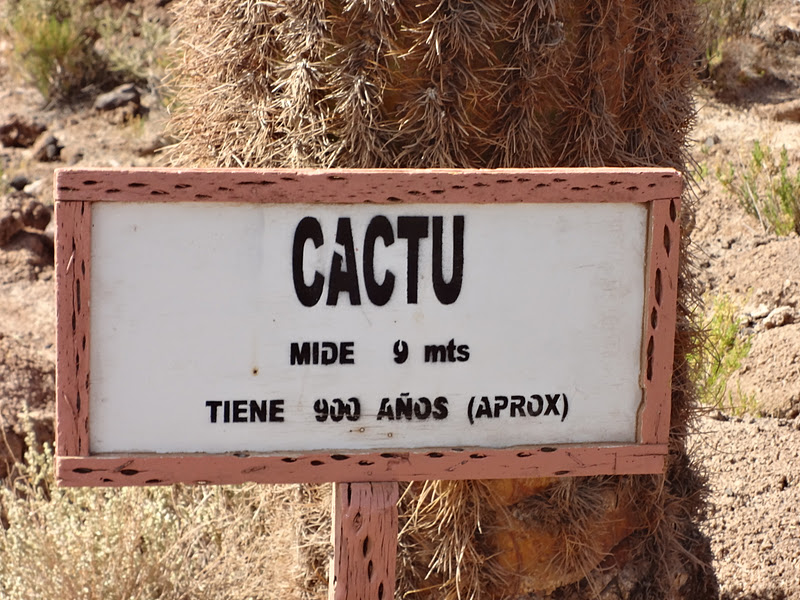 CACTU
MIDE 9 mts
TIENE 900 AÑOS (APROX)